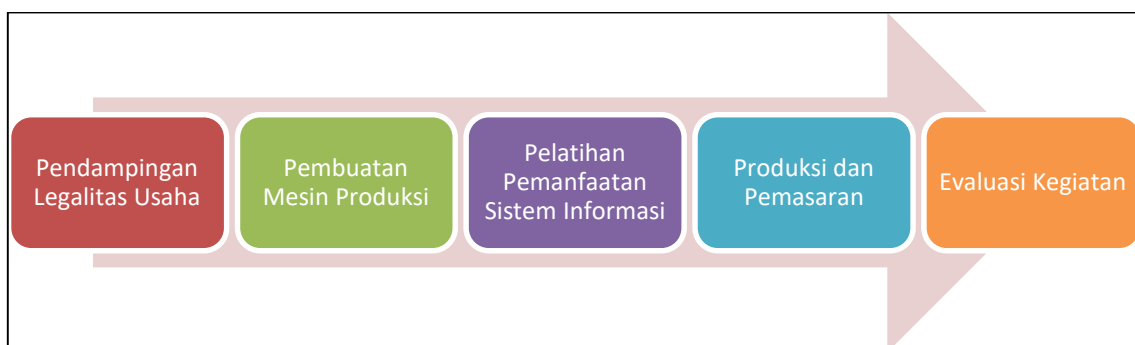 Pendampingan
Legalitas Usaha
Pembuatan
Mesin Produksi
Pelatihan
Pemanfaatan
Sistem Informasi
Produksi dan
Pemasaran
Evaluasi Kegiatan